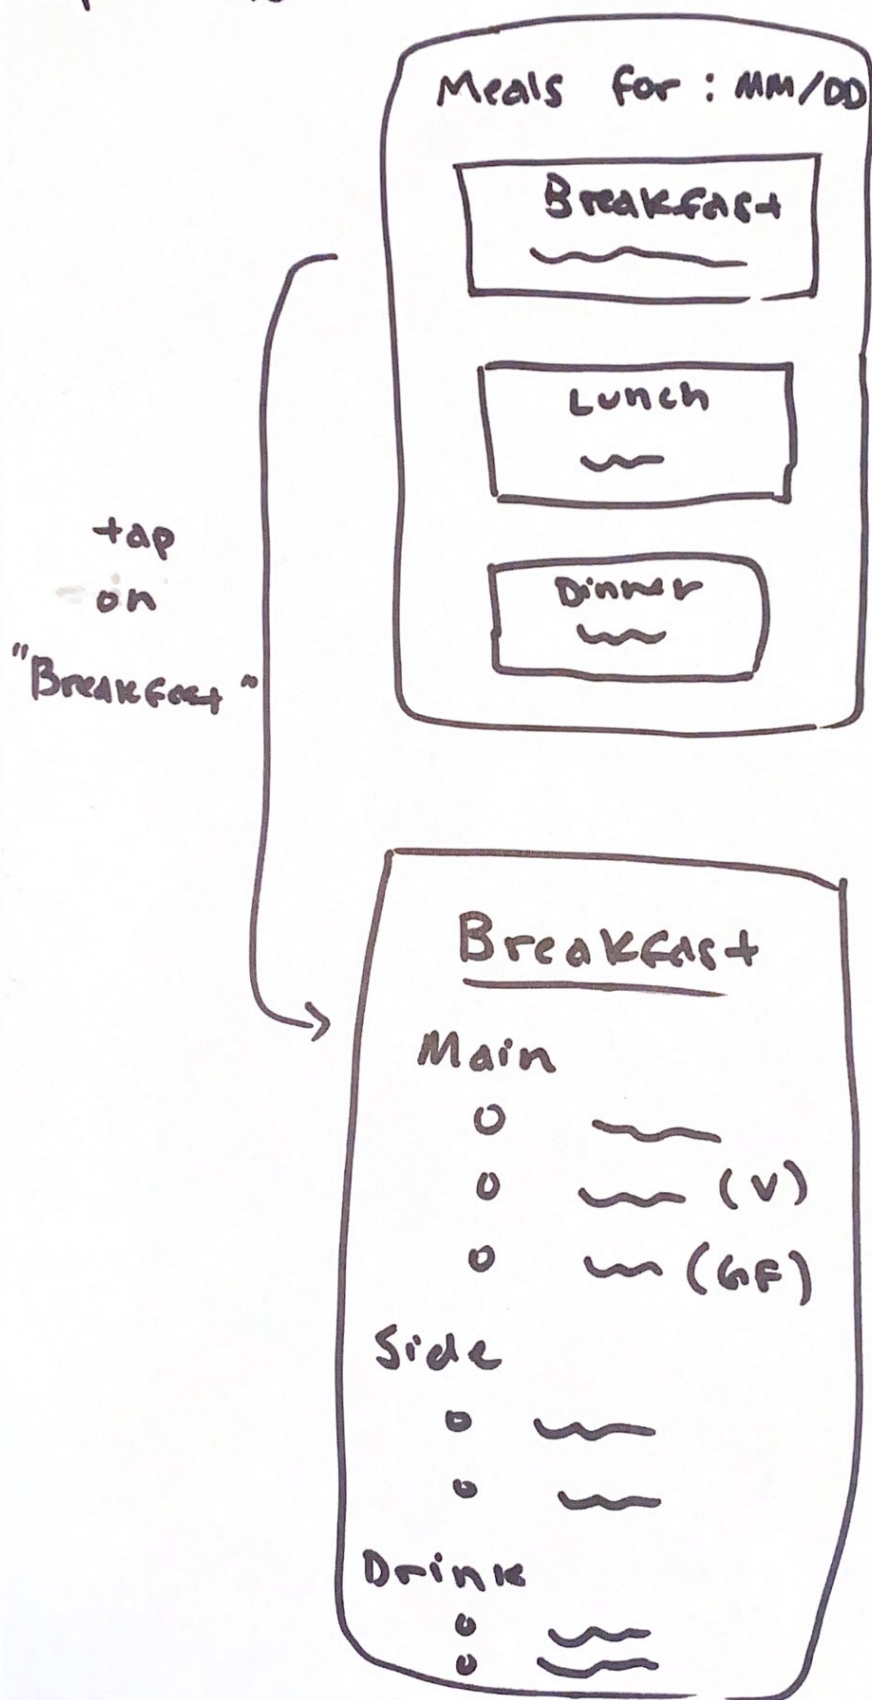 Meals for : MM/DD
Breakfast
Lunch
Dinner
tap
on
"Breakfast"
Breakfast
Main
(V)
(GF)
Side
Drink